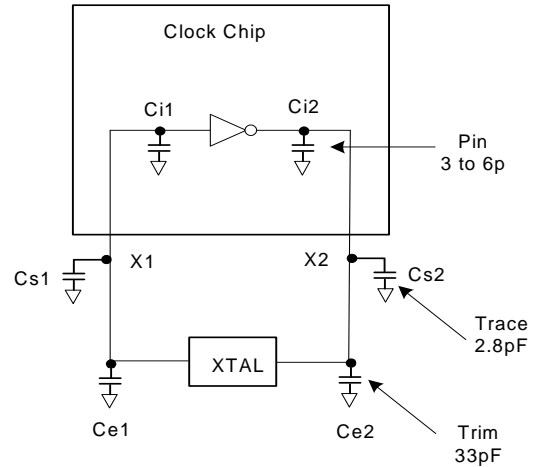 Clock Chip
Ci1
Ci2
Pin
3 to 6p
X1
X2
Cs1
Cs2
Trace
2.8pF
XTAL
Ce1
Ce2
Trim
33pF